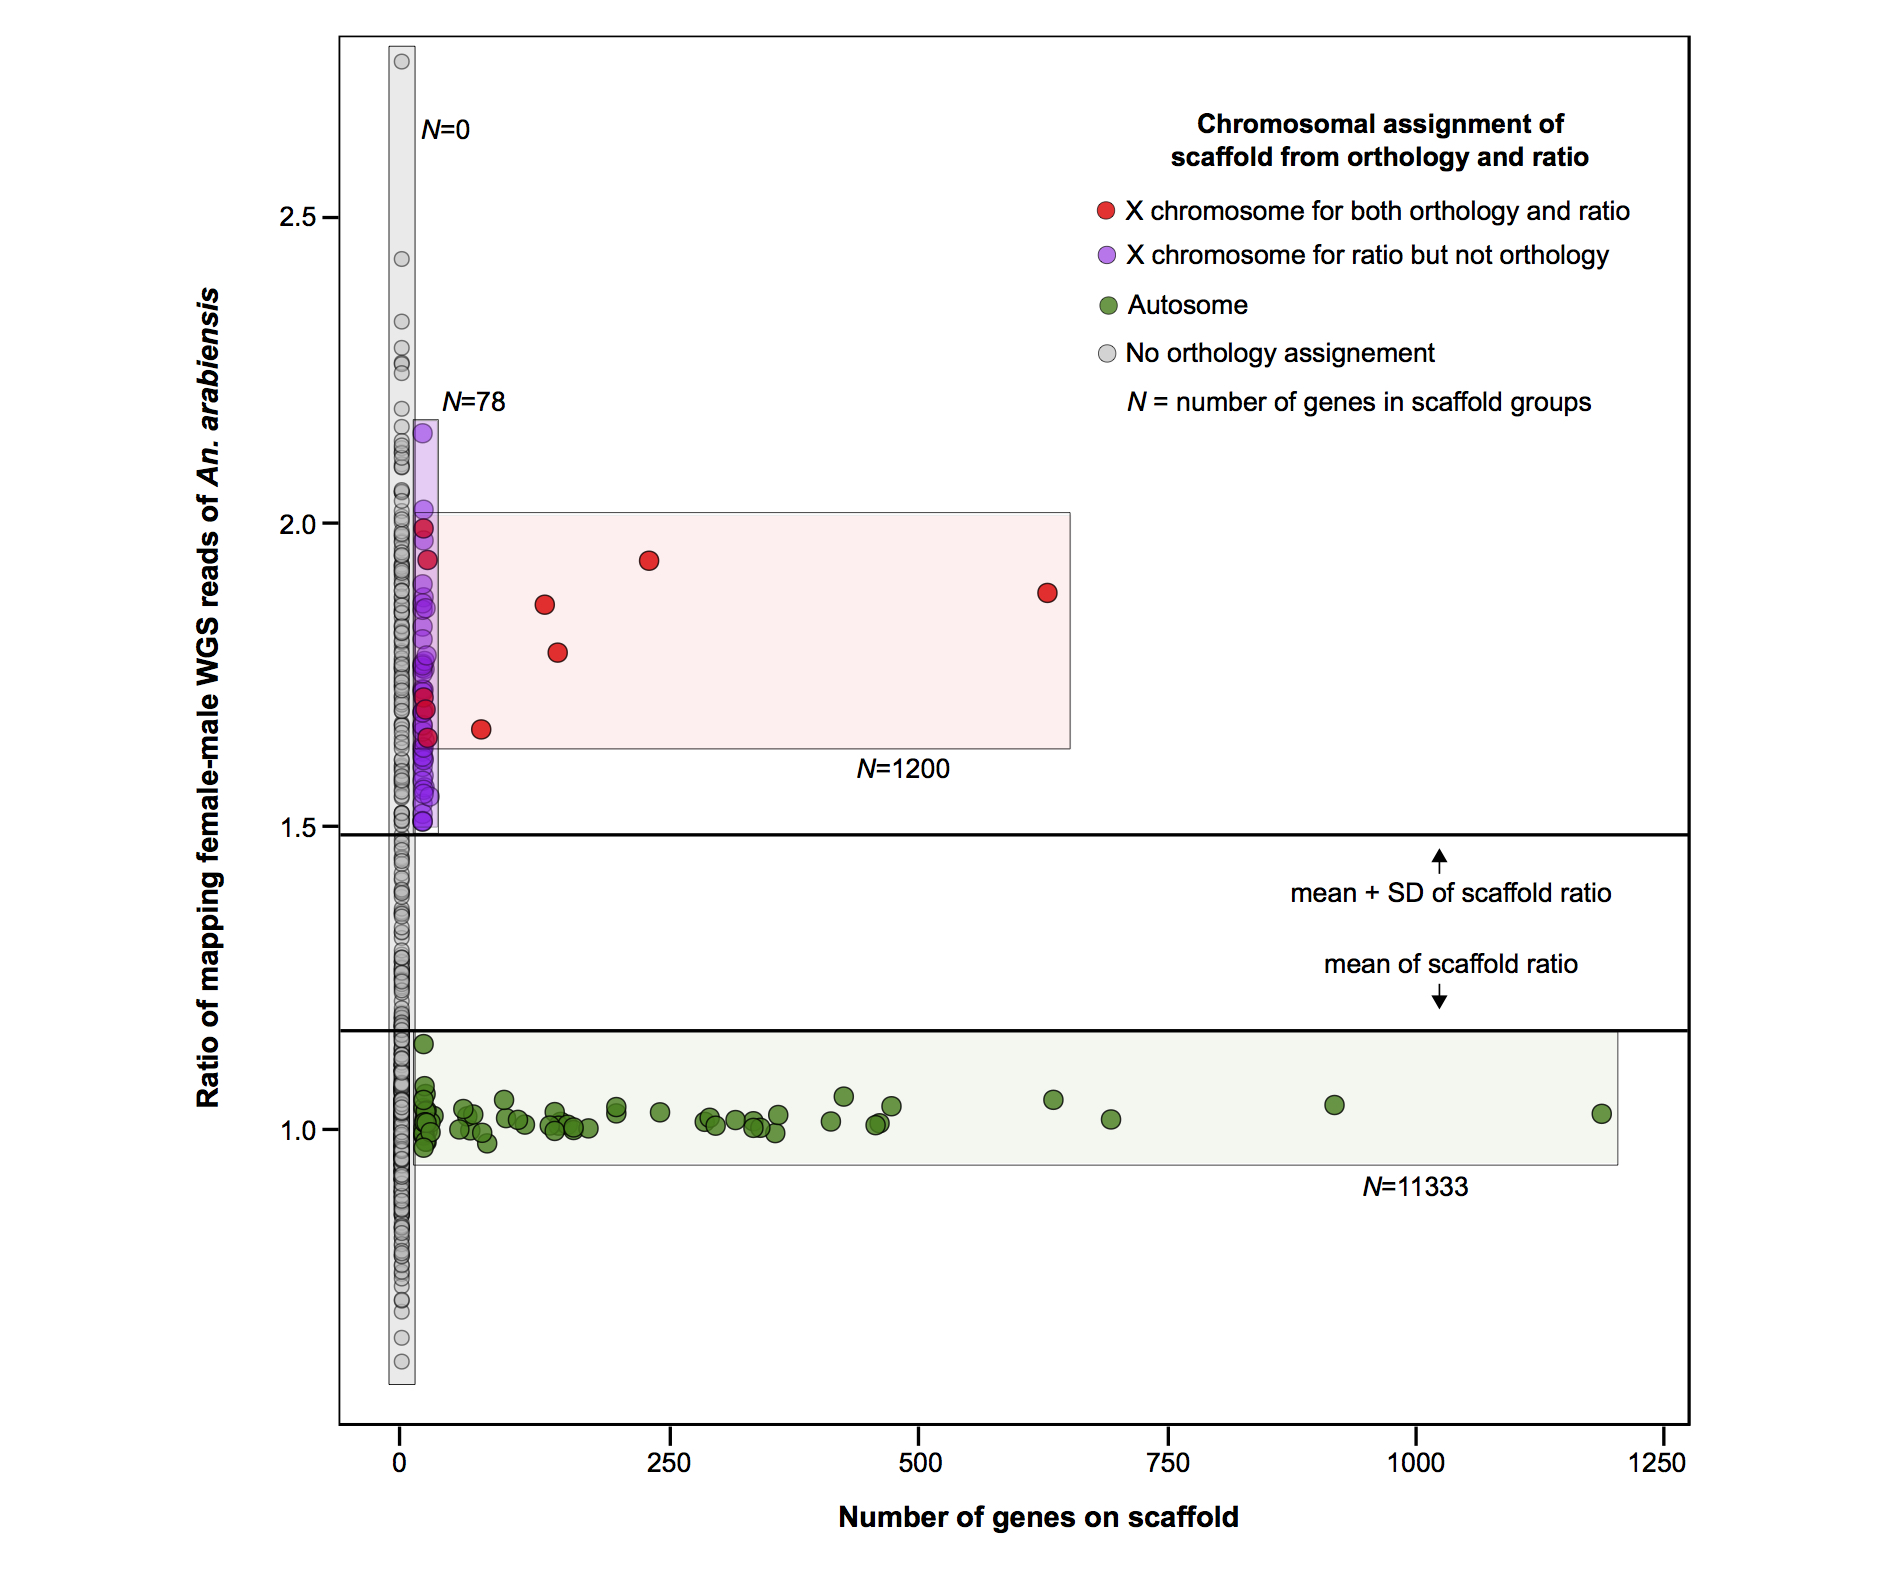 N=0
Chromosomal assignment of
scaffold from orthology and ratio
X chromosome for both orthology and ratio
X chromosome for ratio but not orthology
Autosome
No orthology assignement
N = number of genes in scaffold groups
N=78
N=1200
mean + SD of scaffold ratio
mean of scaffold ratio
N=11333
Ratio of mapping female-male WGS reads of An. arabiensis
2.5
2.0
1.5
1.0
0
250
500
750
1000
1250
Number of genes on scaffold